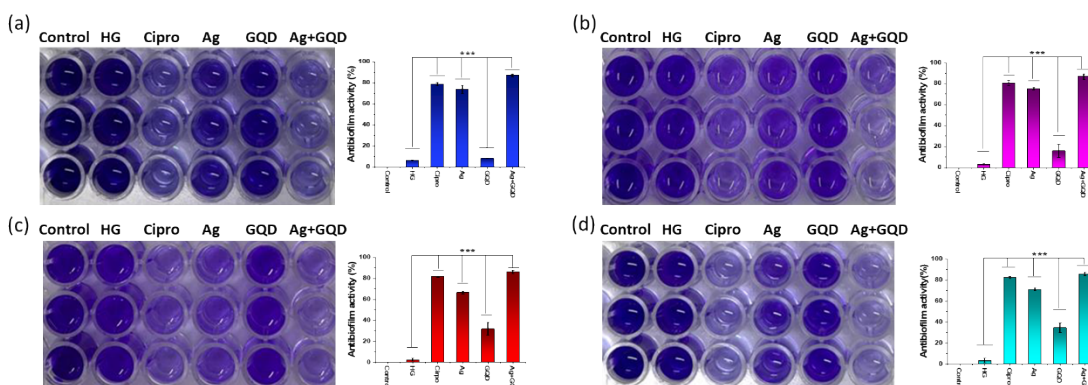 (a)
Control HG Cipro Ag GQD Ag+GQD
***
Antibiofilm activity (%)
100
80
60
40
20
0
Control
HG
Cipro
Ag
GQD
Ag+GQD
(b)
Control HG Cipro Ag GQD Ag+GQD
***
Antibiofilm activity (%)
100
80
60
40
20
0
Control
HG
Cipro
Ag
GQD
Ag+GQD
(c)
Control HG Cipro Ag GQD Ag+GQD
***
Antibiofilm activity (%)
100
80
60
40
20
0
Control
HG
Cipro
Ag
GQD
Ag+GQD
(d)
Control HG Cipro Ag GQD Ag+GQD
***
Antibiofilm activity(%)
100
80
60
40
20
0
Control
HG
Cipro
Ag
GQD
Ag+GQD